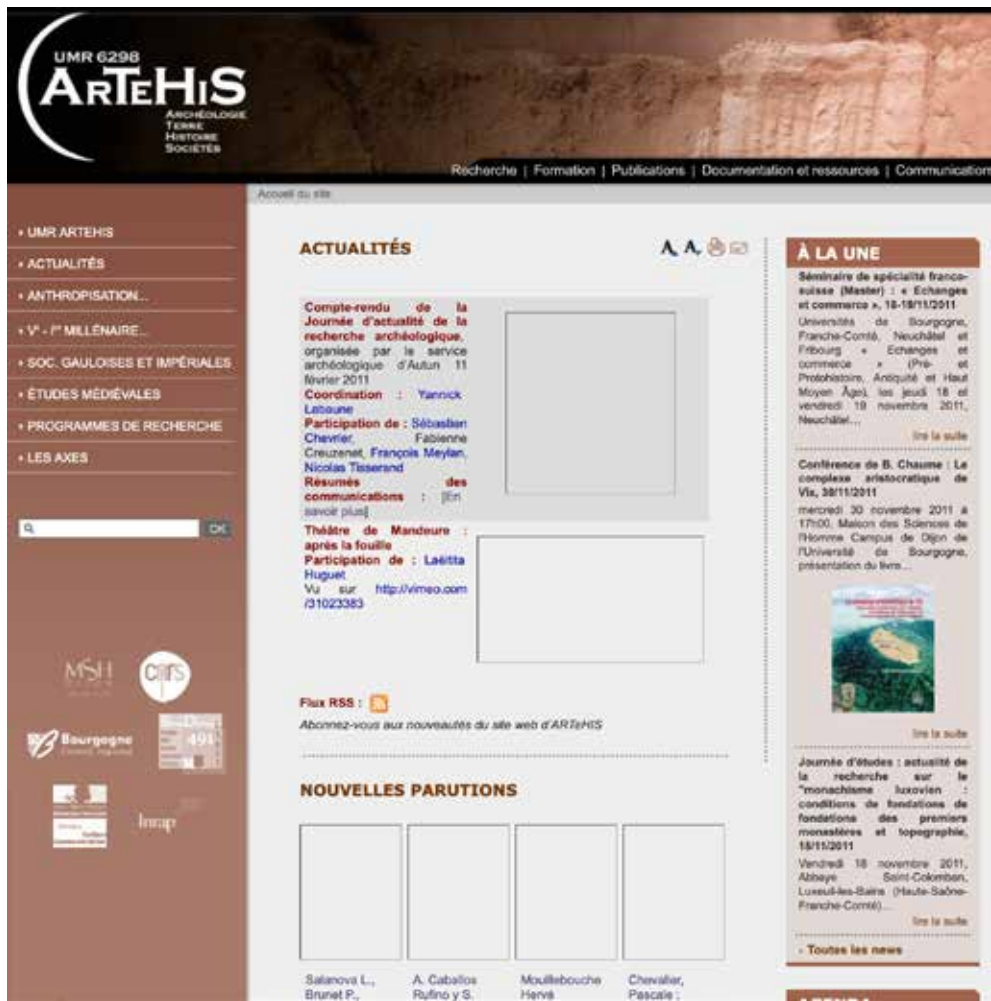 UMR 6298
ARTEHIS
ARCHÉOLOGIE
TERRE
HISTOIRE
SOCIÉTÉS
Recherche | Formation | Publications | Documentation et ressources | Communication
Accueil du site
UMR ARTEHIS
ACTUALITÉS
ANTHROPISATION...
Vᵉ - Iᵉʳ MILLÉNAIRE...
SOC. GAULOISES ET IMPÉRIALES
ÉTUDES MÉDIÉVALES
PROGRAMMES DE RECHERCHE
LES AXES
OK
MSH
cnrs
Bourgogne
491
Inrap
ACTUALITÉS
Compte-rendu de la
Journée d'actualité de la
recherche archéologique,
organisée par le service
archéologique d'Autun 11
février 2011
Coordination : Yannick
Labaune
Participation de : Sébastien
Chevrier, Fabienne
Creuzenet, François Meylan,
Nicolas Tisserand
Résumés des
communications : [En
savoir plus]
Théâtre de Mandeure :
après la fouille
Participation de : Laëtitia
Huguet
Vu sur http://vimeo.com
/31023383
Flux RSS :
Abonnez-vous aux nouveautés du site web d'ARTeHIS
NOUVELLES PARUTIONS
Salanova L.,
Brunet P.,
A. Caballos
Rufino y S.
Mouillebouche
Hervé
Chevalier,
Pascale ;
À LA UNE
Séminaire de spécialité franco-
suisse (Master) : « Echanges
et commerce », 18-19/11/2011
Universités de Bourgogne,
Franche-Comté, Neuchâtel et
Fribourg « Echanges et
commerce » (Pré- et
Protohistoire, Antiquité et Haut
Moyen Âge), les jeudi 18 et
vendredi 19 novembre 2011,
Neuchâtel...
lire la suite
Conférence de B. Chaume : Le
complexe aristocratique de
Vix, 30/11/2011
mercredi 30 novembre 2011 à
17h00, Maison des Sciences de
l'Homme Campus de Dijon de
l'Université de Bourgogne,
présentation du livre...
lire la suite
Journée d'études : actualité de
la recherche sur le
"monachisme luxovien :
conditions de fondations de
fondations des premiers
monastères et topographie,
18/11/2011
Vendredi 18 novembre 2011,
Abbaye Saint-Colomban,
Luxeuil-les-Bains (Haute-Saône-
Franche-Comté)...
lire la suite
Toutes les news
AGENDA